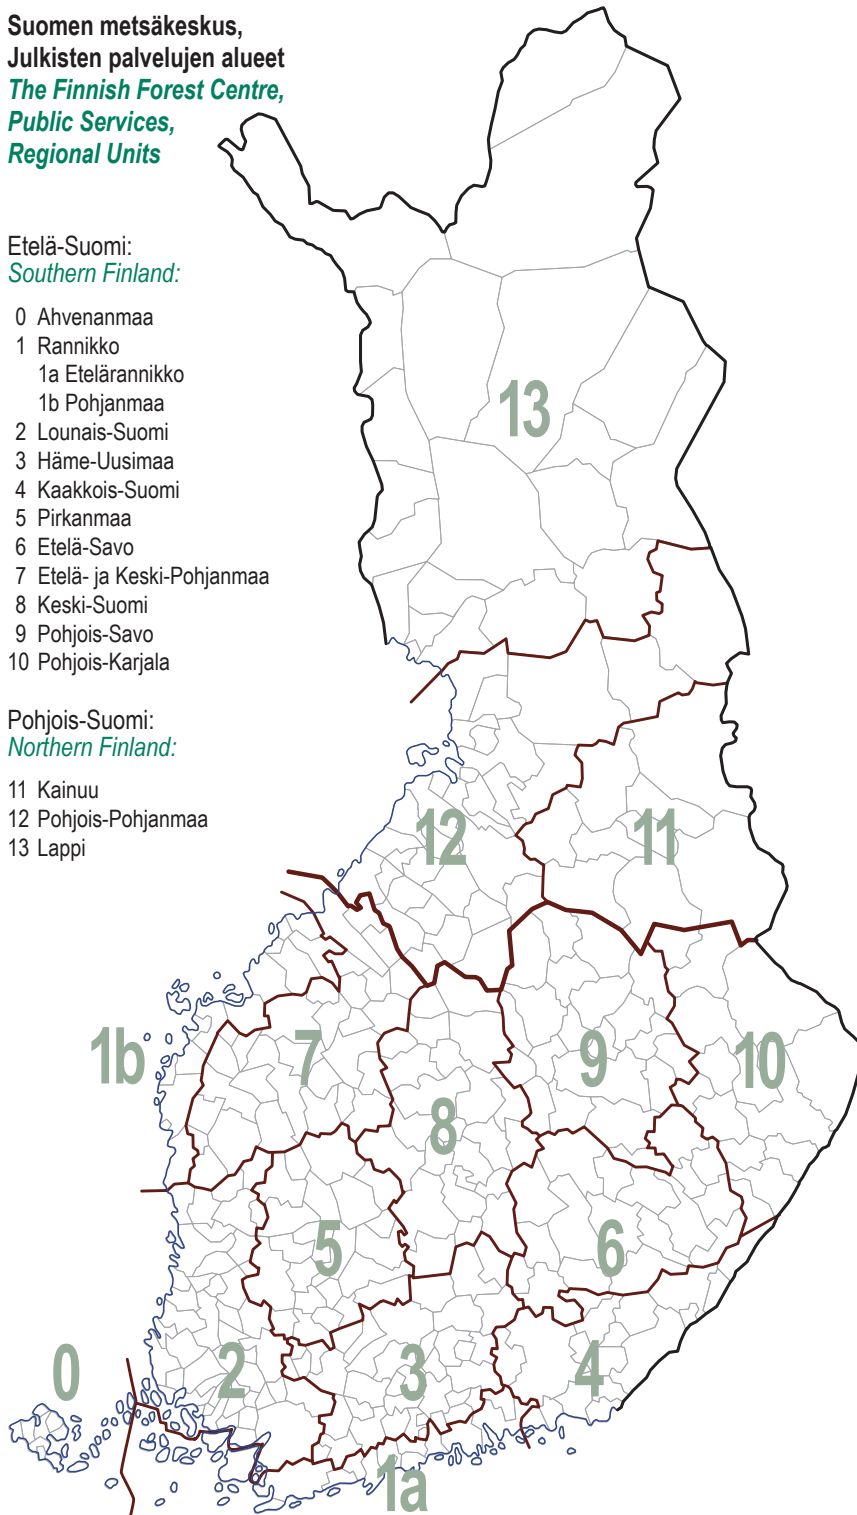 Suomen metsäkeskus,
Julkisten palvelujen alueet
The Finnish Forest Centre,
Public Services,
Regional Units
Etelä-Suomi:
Southern Finland:
0 Ahvenanmaa
1 Rannikko
1a Etelärannikko
1b Pohjanmaa
2 Lounais-Suomi
3 Häme-Uusimaa
4 Kaakkois-Suomi
5 Pirkanmaa
6 Etelä-Savo
7 Etelä- ja Keski-Pohjanmaa
8 Keski-Suomi
9 Pohjois-Savo
10 Pohjois-Karjala
Pohjois-Suomi:
Northern Finland:
11 Kainuu
12 Pohjois-Pohjanmaa
13 Lappi
13
12
11
1b
7
9
10
8
5
6
0
2
3
4
1a